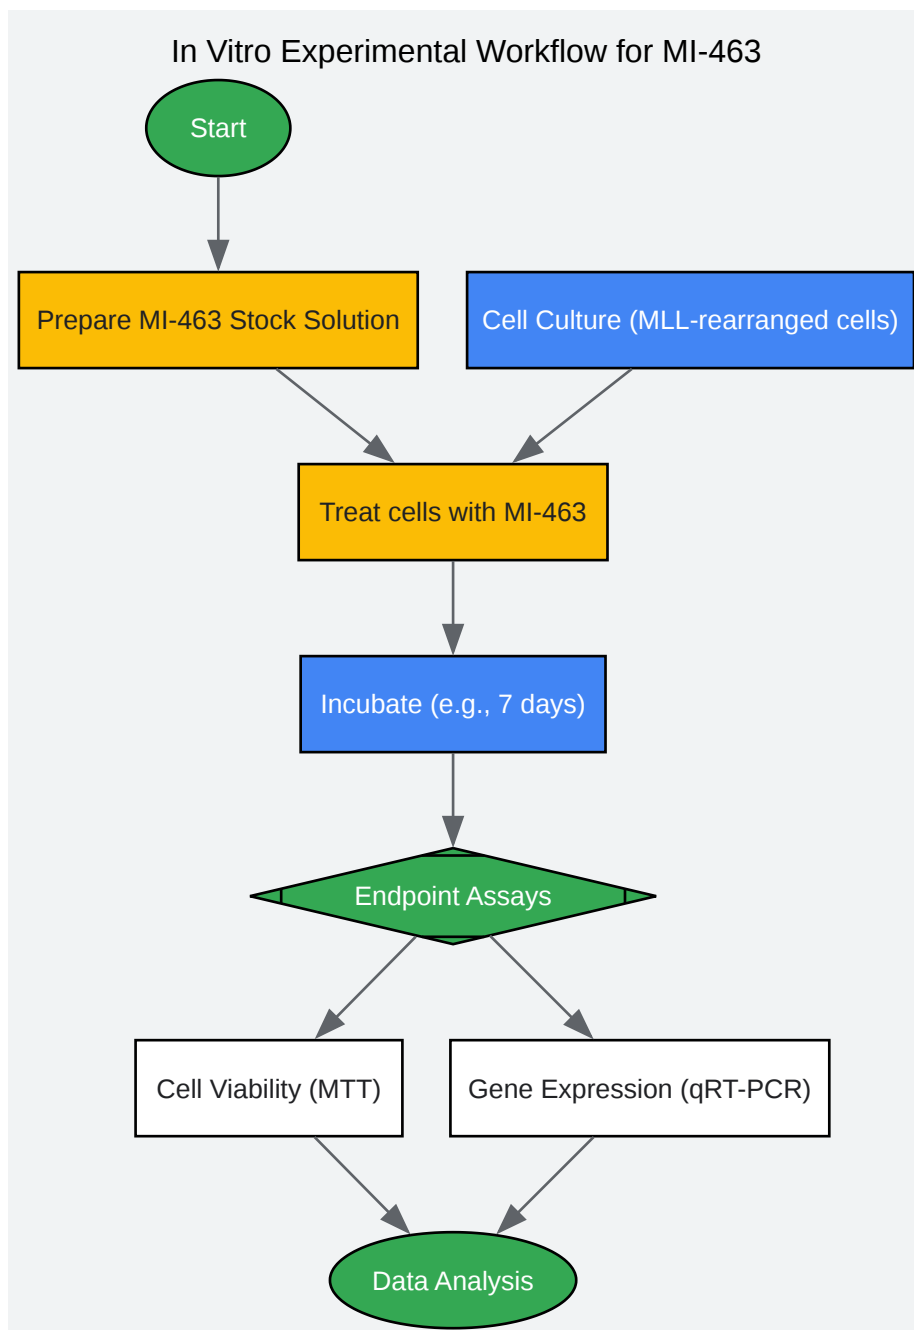 In Vitro Experimental Workflow for MI-463
Start
Prepare MI-463 Stock Solution
Cell Culture (MLL-rearranged cells)
Treat cells with MI-463
Incubate (e.g., 7 days)
Endpoint Assays
Cell Viability (MTT)
Gene Expression (qRT-PCR)
Data Analysis